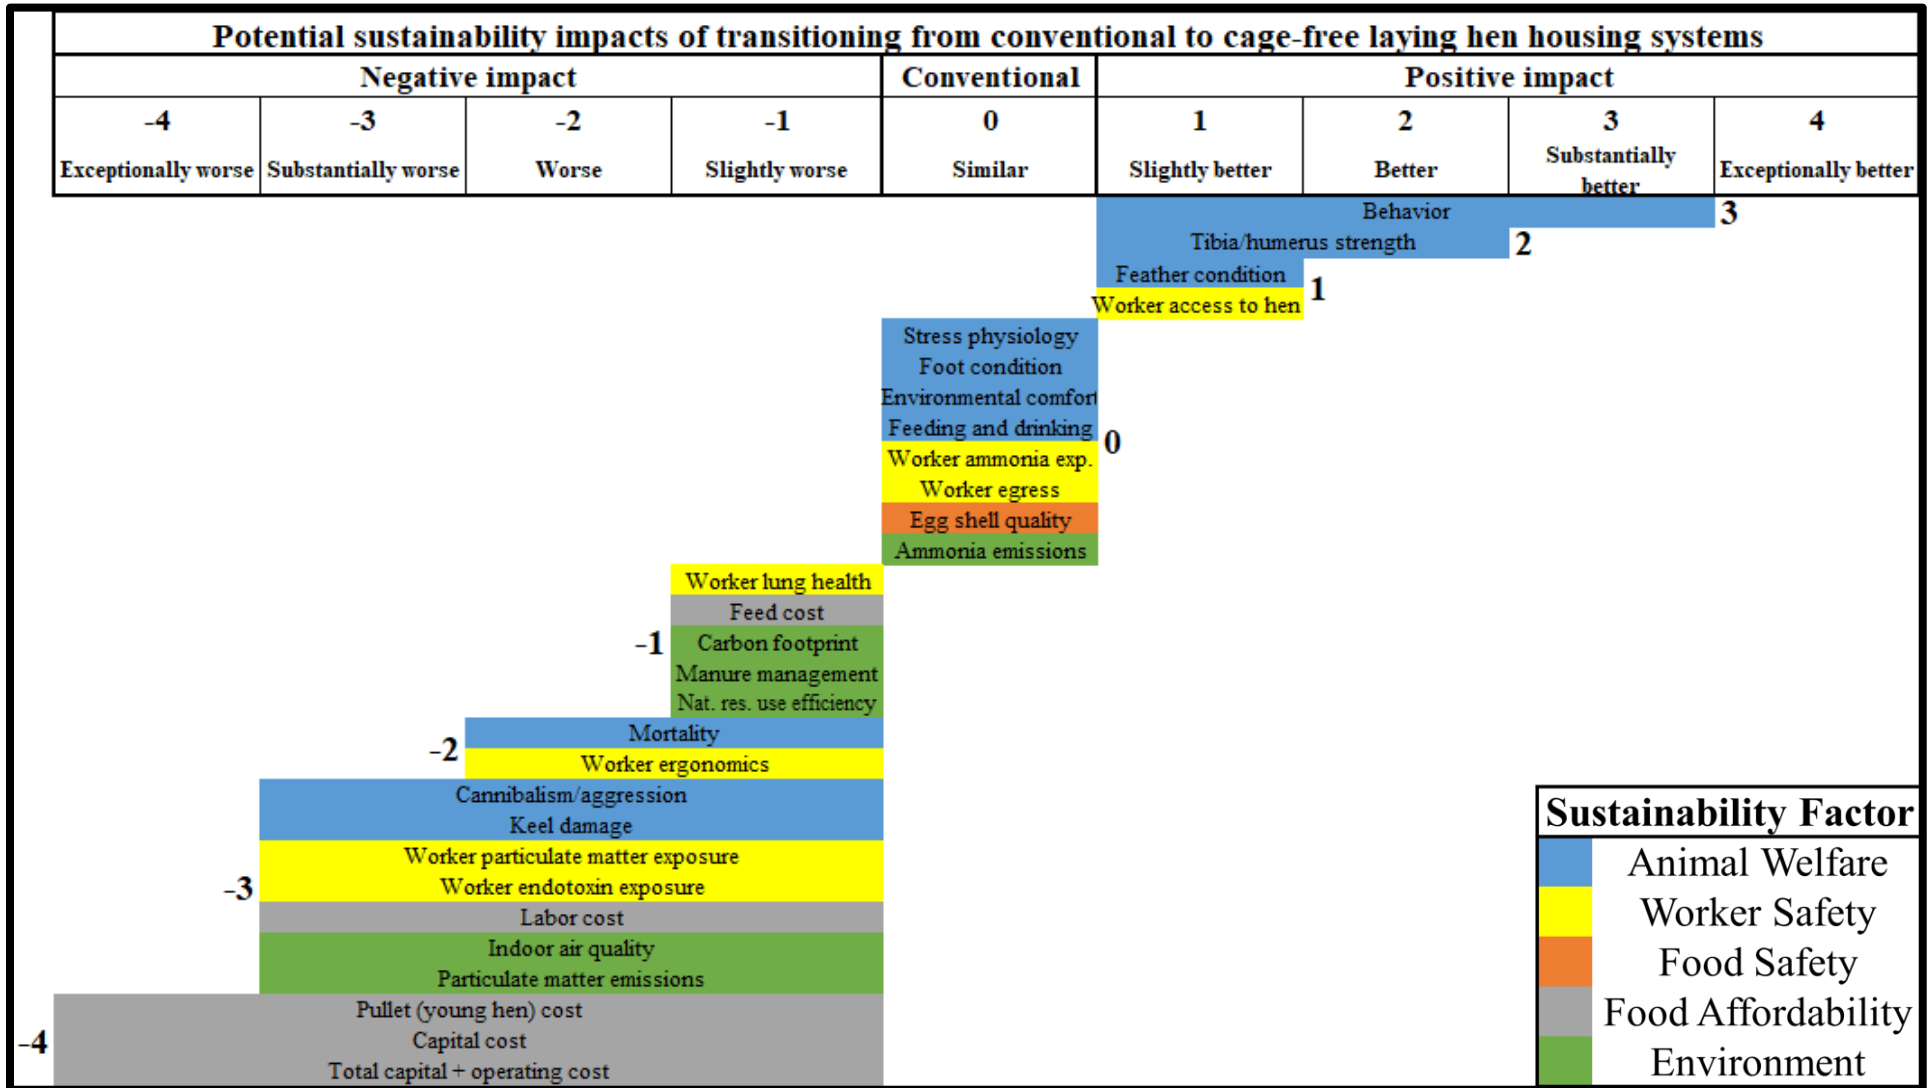 Potential sustainability impacts of transitioning from conventional to cage-free laying hen housing systems
Negative impact
Conventional
Positive impact
-4
-3
-2
-1
0
1
2
3
4
Exceptionally worse
Substantially worse
Worse
Slightly worse
Similar
Slightly better
Better
Substantially
better
Exceptionally better
Behavior
3
Tibia/humerus strength
2
Feather condition
1
Worker access to hen
Stress physiology
Foot condition
Environmental comfort
Feeding and drinking
0
Worker ammonia exp.
Worker egress
Egg shell quality
Ammonia emissions
Worker lung health
Feed cost
-1
Carbon footprint
Manure management
Nat. res. use efficiency
Mortality
-2
Worker ergonomics
Cannibalism/aggression
Keel damage
Worker particulate matter exposure
-3
Worker endotoxin exposure
Labor cost
Indoor air quality
Particulate matter emissions
Pullet (young hen) cost
-4
Capital cost
Total capital + operating cost
Sustainability Factor
Animal Welfare
Worker Safety
Food Safety
Food Affordability
Environment